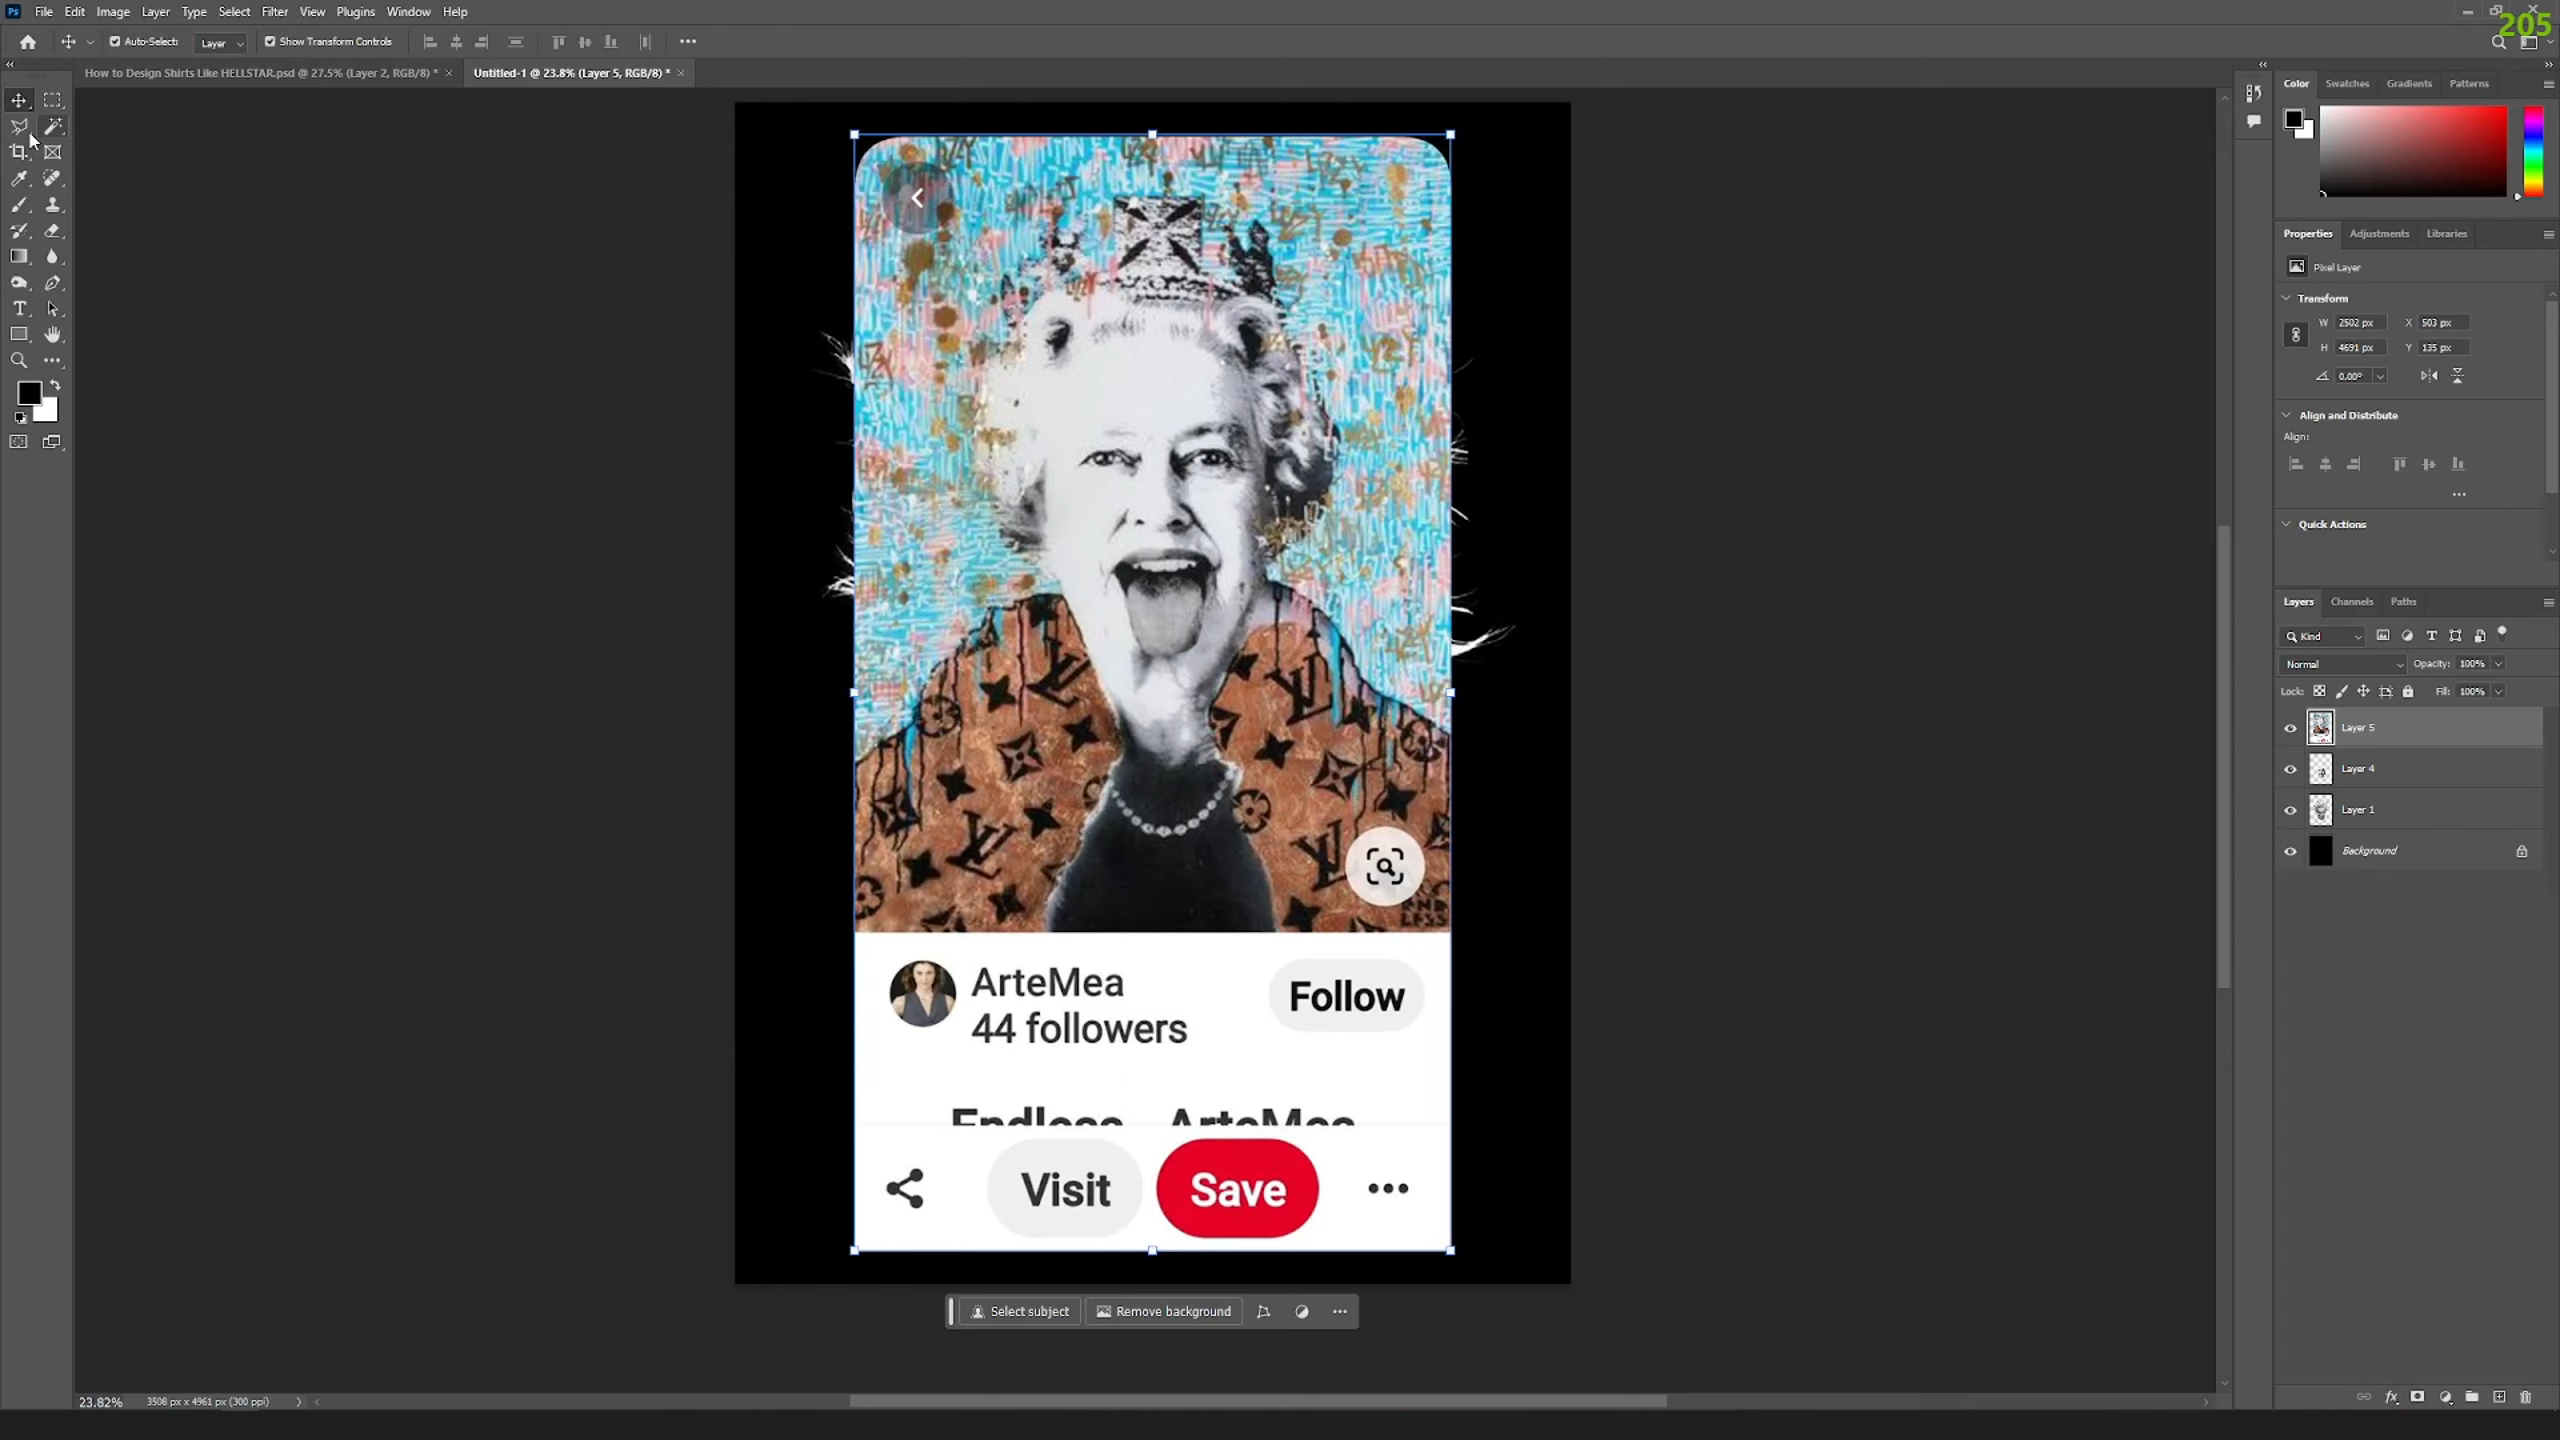 Ps File Edit Image Layer Type Select Filter View Plugins Window Help
205
Auto-Select: Layer Show Transform Controls
How to Design Shirts Like HELLSTAR.psd @ 27.5% (Layer 2, RGB/8) * × Untitled-1 @ 23.8% (Layer 5, RGB/8) * ×
Color Swatches Gradients Patterns
Properties Adjustments Libraries
Pixel Layer
Transform
W 2502 px X 503 px
H 4691 px Y 135 px
0.00°
Align and Distribute
Align:
Quick Actions
Layers Channels Paths
Kind
Normal Opacity: 100%
Lock: Fill: 100%
Layer 5
Layer 4
Layer 1
Background
ArteMea
44 followers
Follow
Endless ArteMea
Visit Save
Select subject Remove background
23.82% 3508 px x 4961 px (300 ppi)